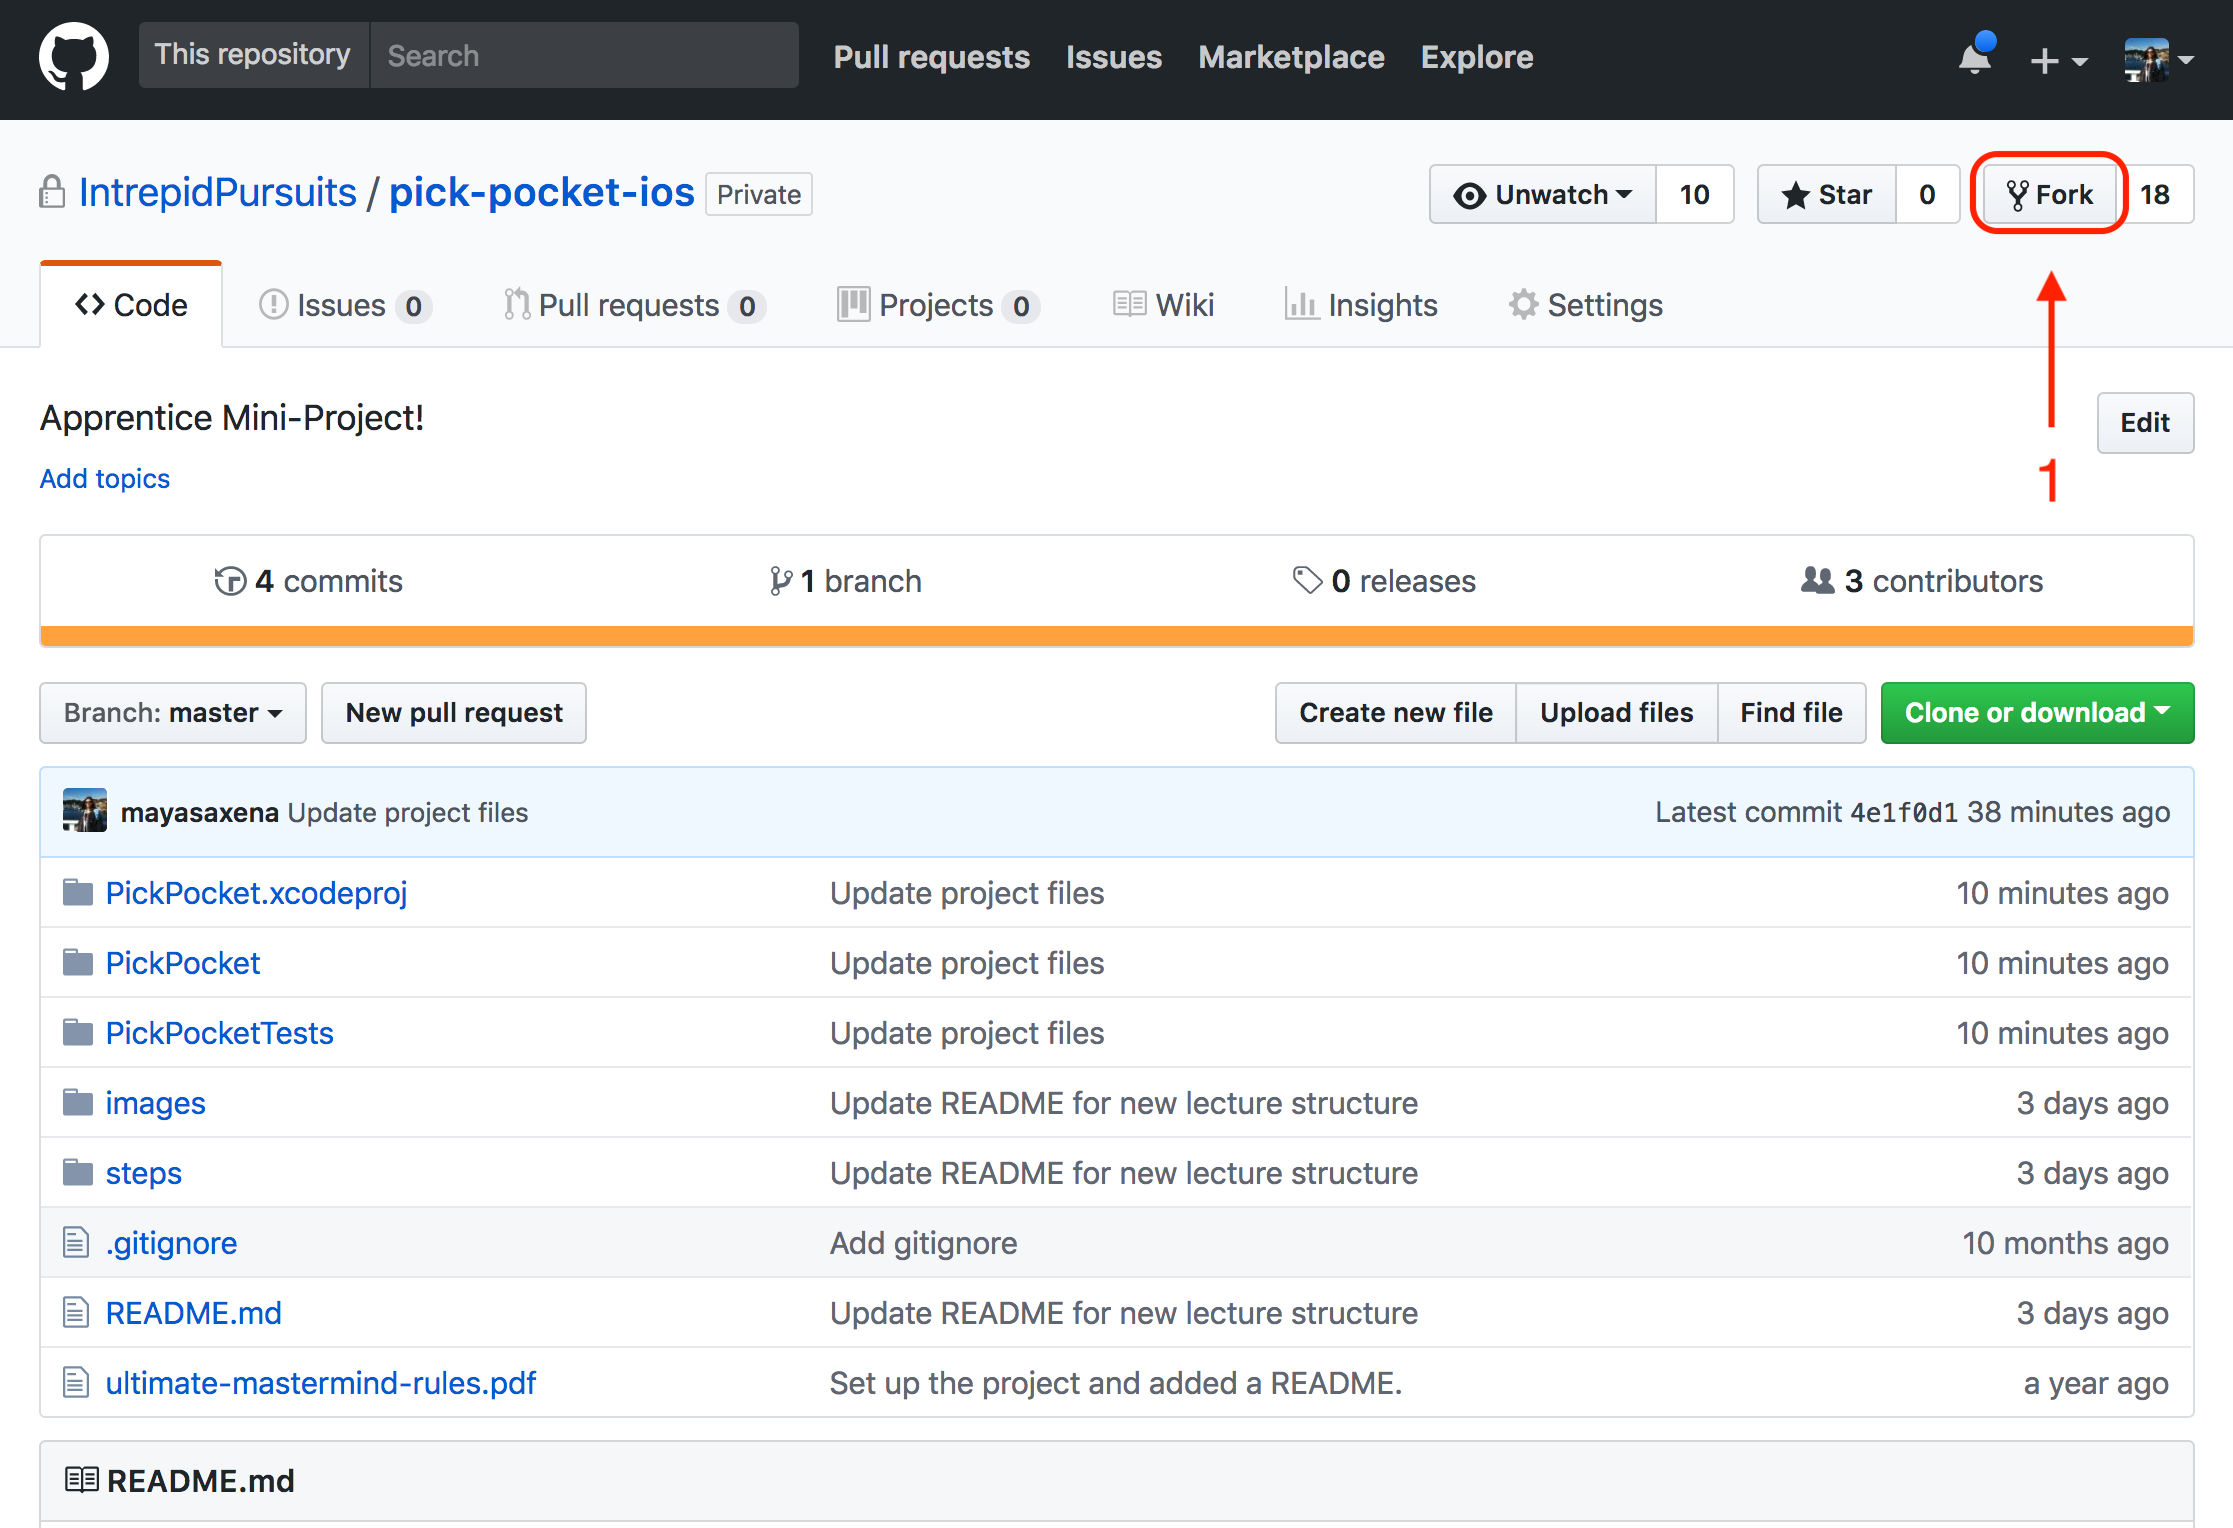 This repository Search Pull requests Issues Marketplace Explore
IntrepidPursuits / pick-pocket-ios Private Unwatch 10 Star 0 Fork 18
Code Issues 0 Pull requests 0 Projects 0 Wiki Insights Settings
Apprentice Mini-Project! Edit
Add topics
1
4 commits 1 branch 0 releases 3 contributors
Branch: master New pull request Create new file Upload files Find file Clone or download
mayasaxena Update project files Latest commit 4e1f0d1 38 minutes ago
PickPocket.xcodeproj Update project files 10 minutes ago
PickPocket Update project files 10 minutes ago
PickPocketTests Update project files 10 minutes ago
images Update README for new lecture structure 3 days ago
steps Update README for new lecture structure 3 days ago
.gitignore Add gitignore 10 months ago
README.md Update README for new lecture structure 3 days ago
ultimate-mastermind-rules.pdf Set up the project and added a README. a year ago
README.md